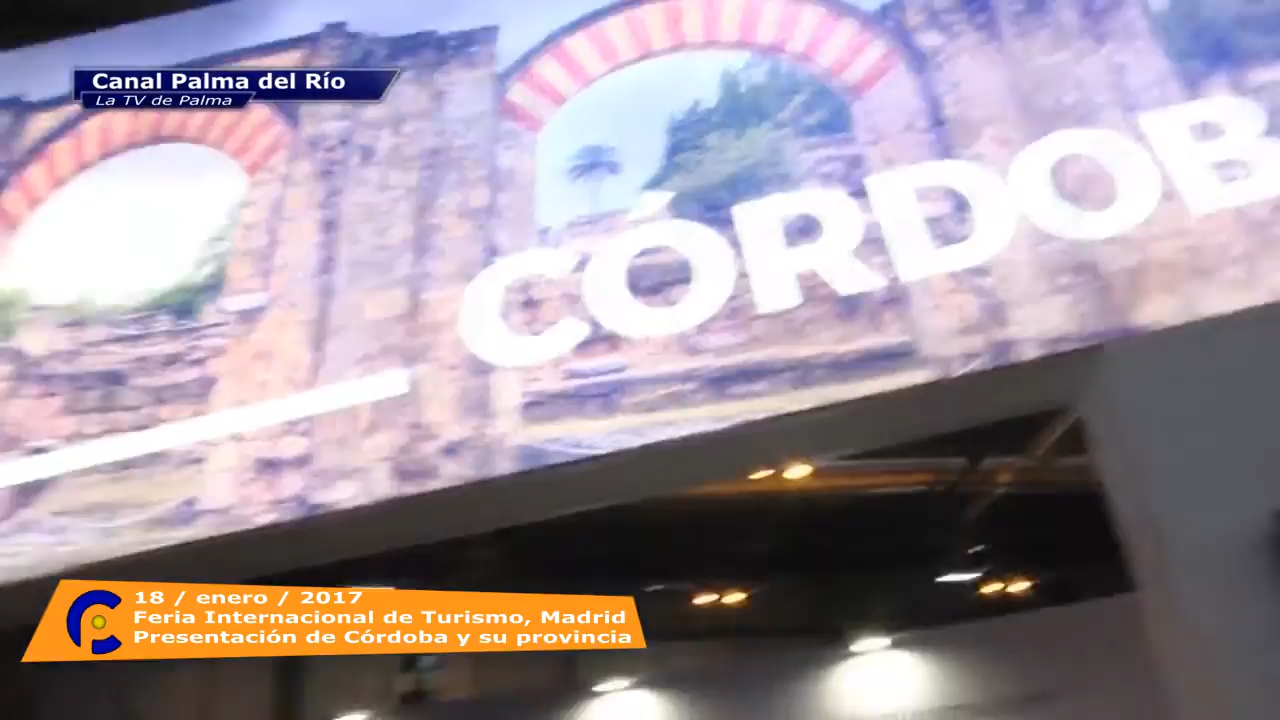 Canal Palma del Río
La TV de Palma
CÓRDOB
18 / enero / 2017
Feria Internacional de Turismo, Madrid
Presentación de Córdoba y su provincia